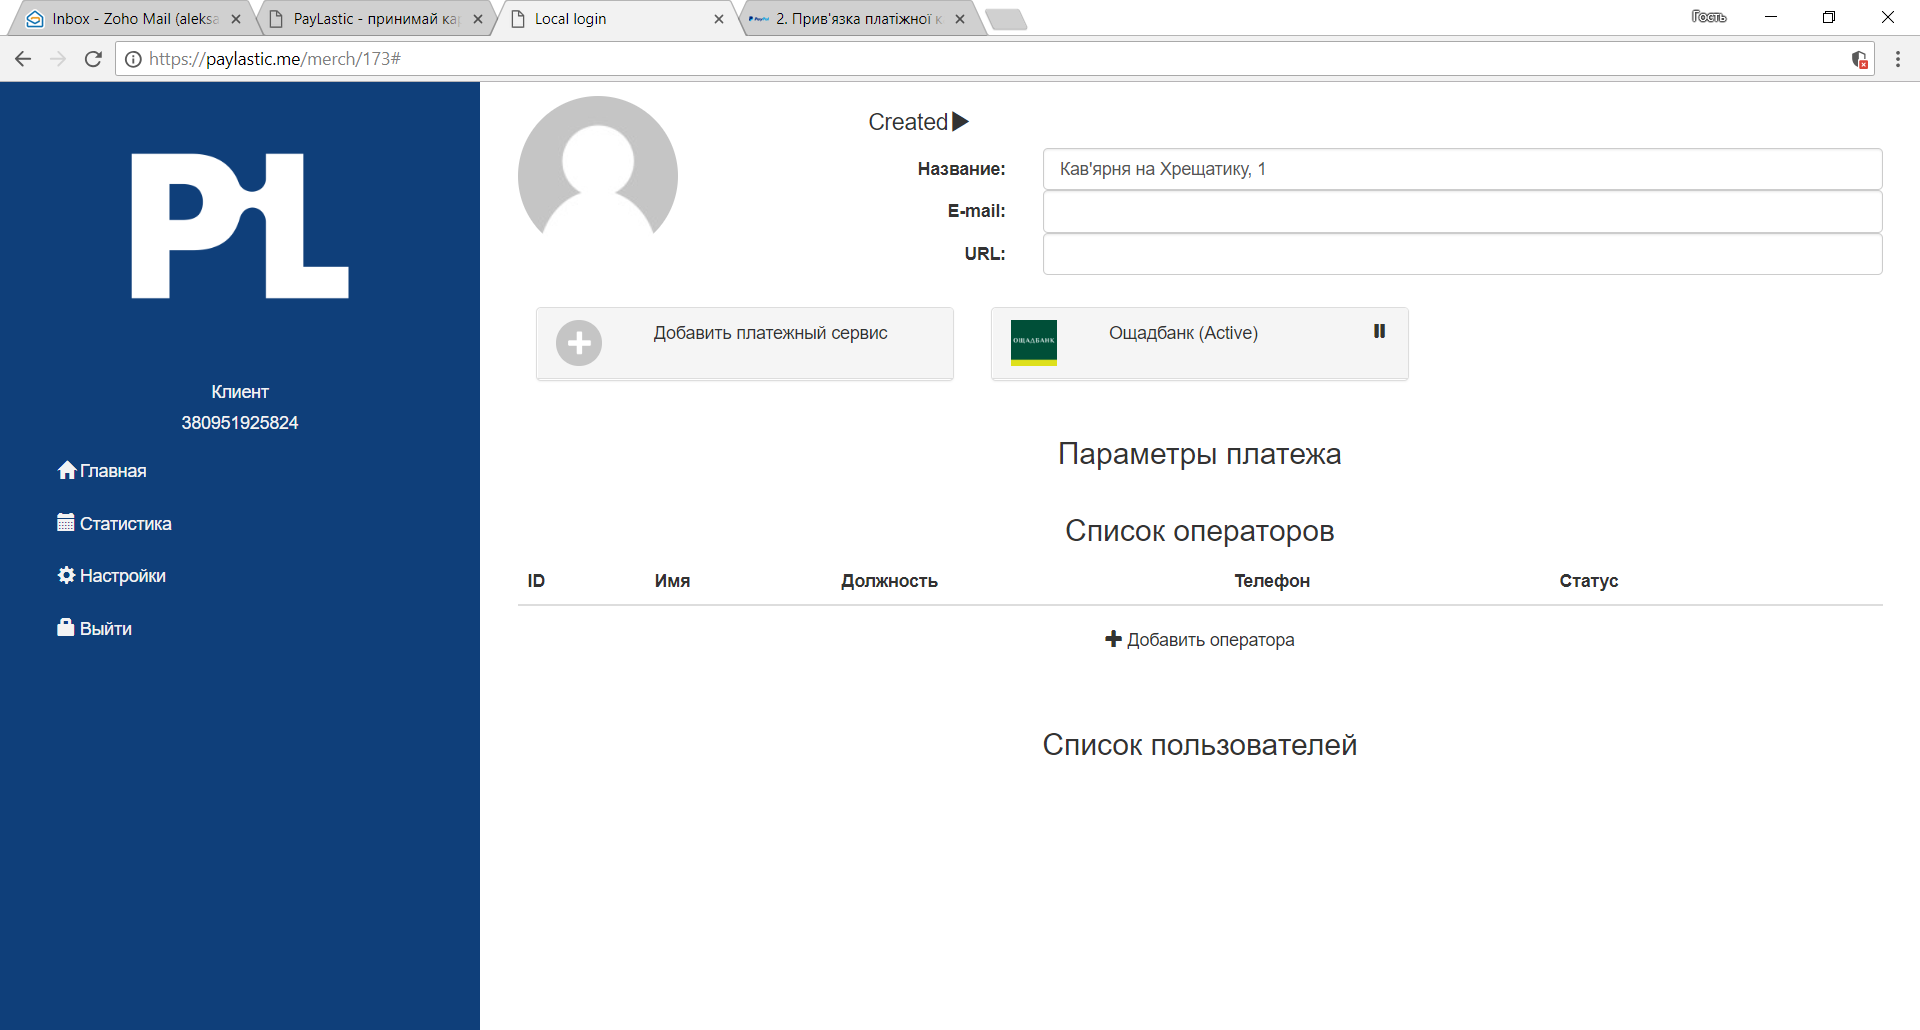 Inbox - Zoho Mail (aleksa
PayLastic - принимай ка
Local login
PayPal 2. Прив'язка платіжної к
Гость
https://paylastic.me/merch/173#
PL
Created
Название: Кав'ярня на Хрещатику, 1
E-mail:
URL:
Добавить платежный сервис
ОЩАДБАНК Ощадбанк (Active)
Клиент
380951925824
Главная
Статистика
Настройки
Выйти
Параметры платежа
Список операторов
ID Имя Должность Телефон Статус
Добавить оператора
Список пользователей